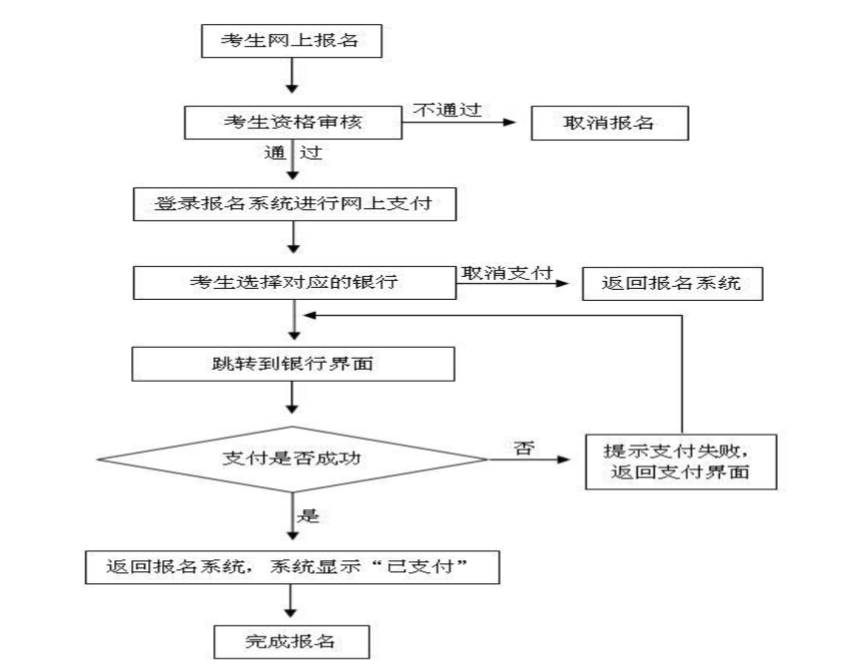 考生网上报名
考生资格审核
不通过
取消报名
通过
登录报名系统进行网上支付
考生选择对应的银行
取消支付
返回报名系统
跳转到银行界面
支付是否成功
否
提示支付失败，
返回支付界面
是
返回报名系统，系统显示“已支付”
完成报名